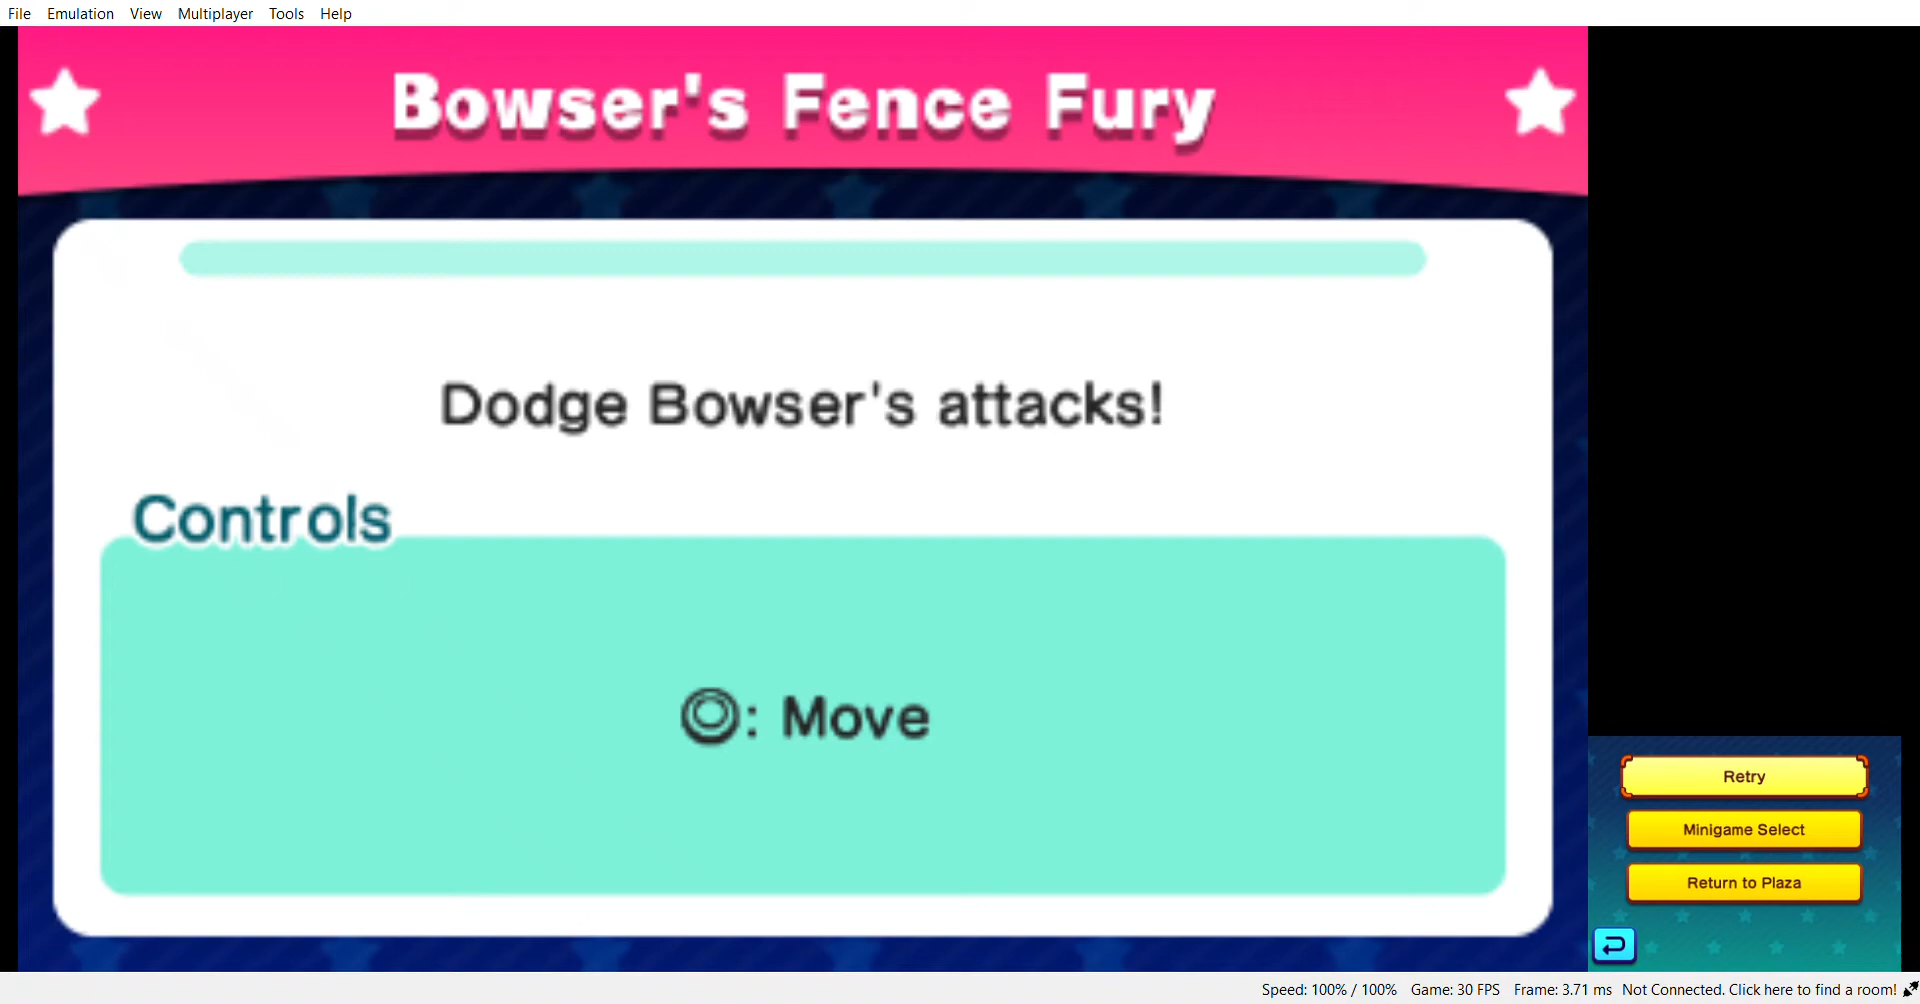 File Emulation View Multiplayer Tools Help
Bowser's Fence Fury
Dodge Bowser's attacks!
Controls
: Move
Retry
Minigame Select
Return to Plaza
Speed: 100% / 100% Game: 30 FPS Frame: 3.71 ms Not Connected. Click here to find a room!